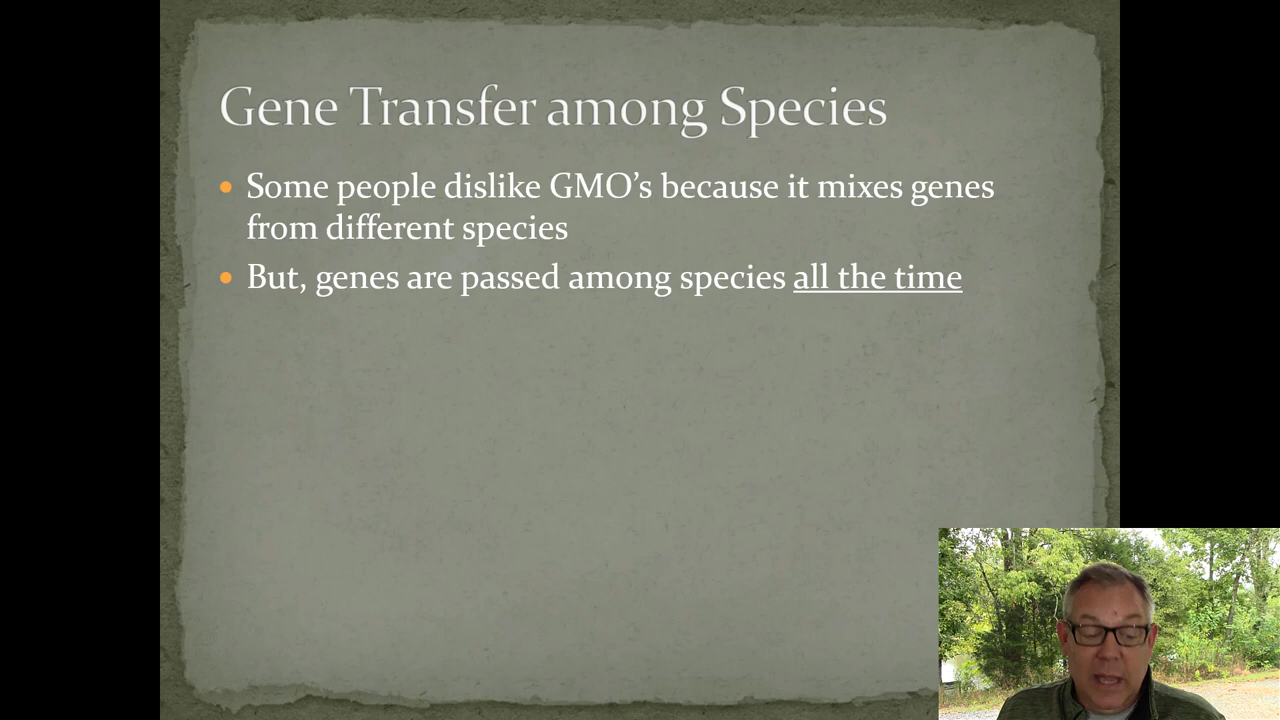 Gene Transfer among Species
• Some people dislike GMO’s because it mixes genes
from different species
• But, genes are passed among species all the time